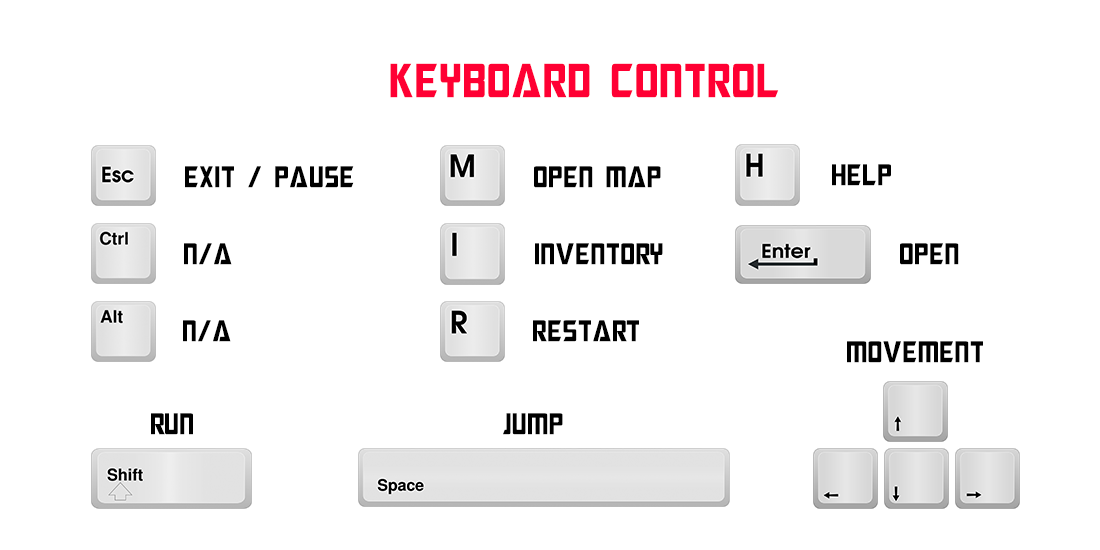 KEYBOARD CONTROL
Esc EXIT / PAUSE
M OPEN MAP
H HELP
Ctrl N/A
I INVENTORY
Enter OPEN
Alt N/A
R RESTART
MOVEMENT
RUN
JUMP
↑
Shift
Space
← ↓ →